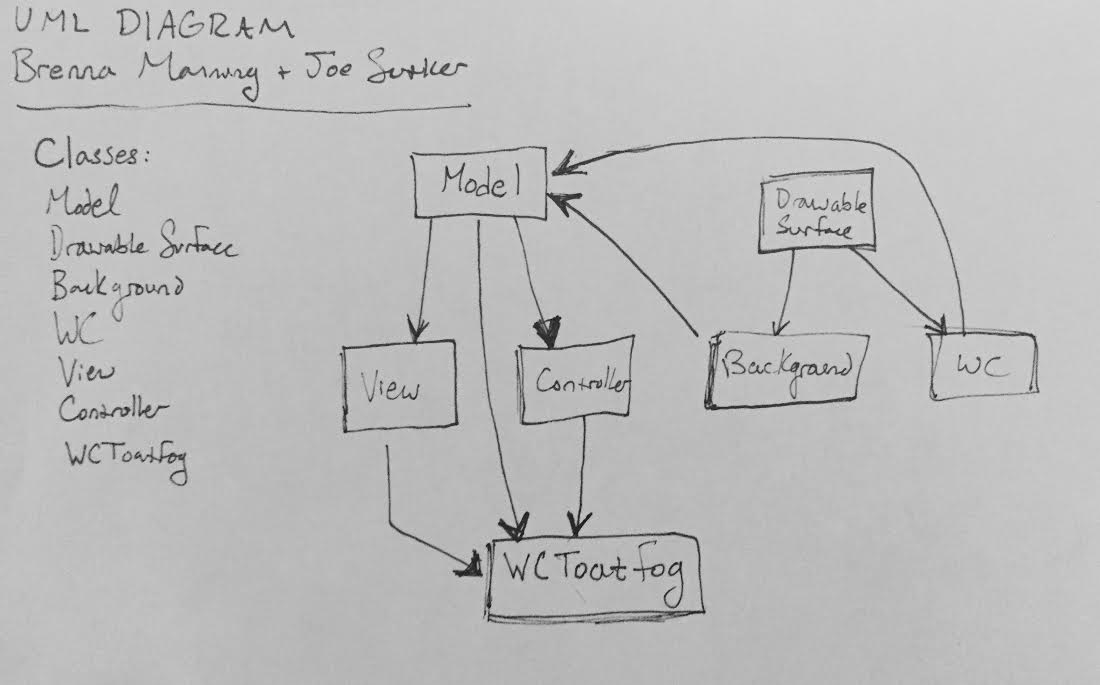 UML DIAGRAM
Brenna Manning + Joe Sutker
Classes:
Model
Drawable Surface
Background
WC
View
Controller
WCToatfog
Model
Drawable
Surface
View
Controller
Background
WC
WCToatfog